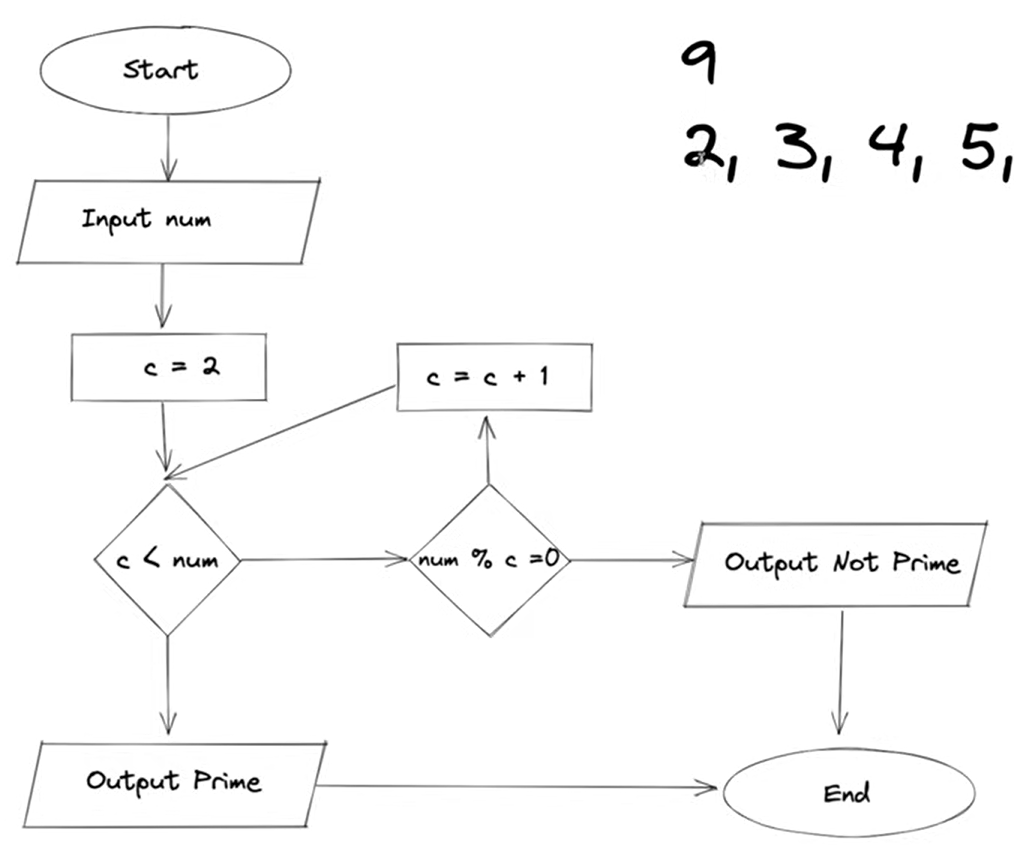 Start
9
2, 3, 4, 5,
Input num
c = 2
c = c + 1
c < num
num % c =0
Output Not Prime
Output Prime
End